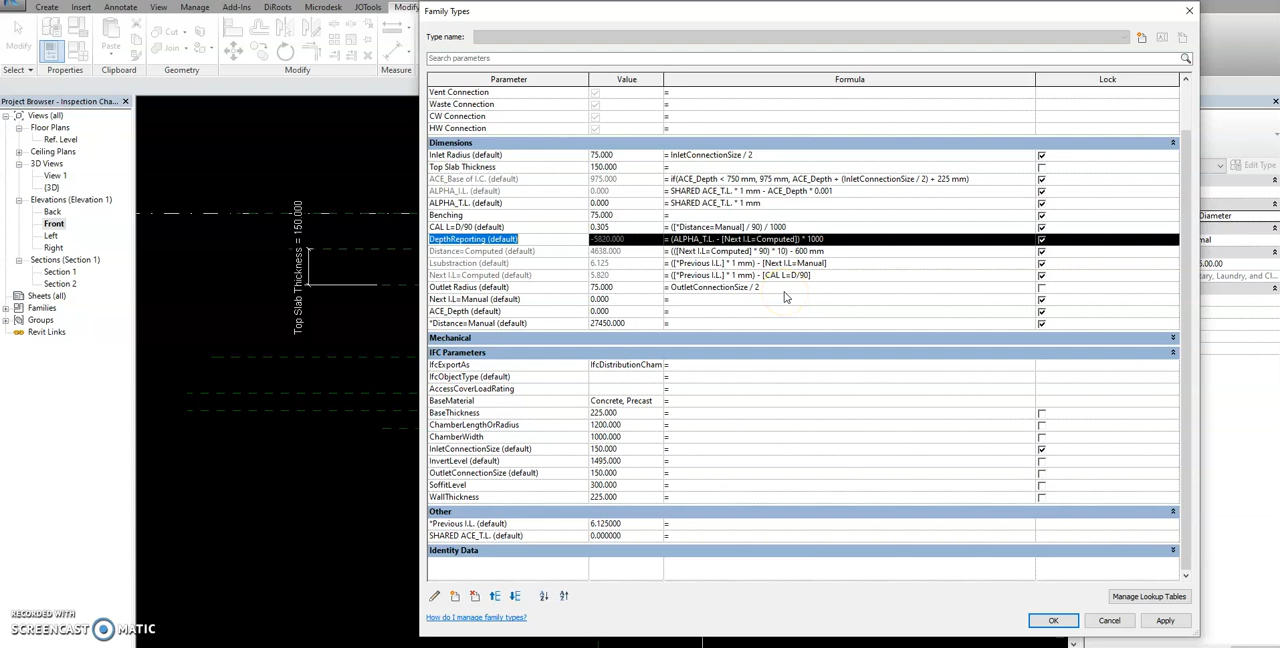 Create Insert Annotate View Manage Add-Ins DiRoots Microdesk JOTools Modify
Family Types
Type name:
Search parameters
Modify
Paste
Cut
Join
Select Properties Clipboard Geometry Modify Measure
Project Browser - Inspection Cha...
Views (all)
Floor Plans
Ref. Level
Ceiling Plans
3D Views
View 1
{3D}
Elevations (Elevation 1)
Back
Front
Left
Right
Sections (Section 1)
Section 1
Section 2
Sheets (all)
Families
Groups
Revit Links
Top Slab Thickness = 150.000
Parameter Value Formula Lock
Vent Connection =
Waste Connection =
CW Connection =
HW Connection =
Dimensions
Inlet Radius (default) 75.000 = InletConnectionSize / 2
Top Slab Thickness 150.000 =
ACE_Base of I.C. (default) 975.000 = if(ACE_Depth < 750 mm, 975 mm, ACE_Depth + (InletConnectionSize / 2) + 225 mm)
ALPHA_I.L. (default) 0.000 = SHARED ACE_T.L. * 1 mm - ACE_Depth * 0.001
ALPHA_T.L. (default) 0.000 = SHARED ACE_T.L. * 1 mm
Benching 75.000 =
CAL L=D/90 (default) 0.305 = ([*Distance=Manual] / 90) / 1000
DepthReporting (default) -5820.000 = (ALPHA_T.L. - [Next I.L=Computed]) * 1000
Distance=Computed (default) 4638.000 = (([Next I.L=Computed] * 90) * 10) - 600 mm
Lsubstraction (default) 6.125 = ([*Previous I.L.] * 1 mm) - [Next I.L=Manual]
Next I.L=Computed (default) 5.820 = ([*Previous I.L.] * 1 mm) - [CAL L=D/90]
Outlet Radius (default) 75.000 = OutletConnectionSize / 2
Next I.L=Manual (default) 0.000 =
ACE_Depth (default) 0.000 =
*Distance=Manual (default) 27450.000 =
Mechanical
IFC Parameters
IfcExportAs IfcDistributionCham =
IfcObjectType (default) =
AccessCoverLoadRating =
BaseMaterial Concrete, Precast =
BaseThickness 225.000 =
ChamberLengthOrRadius 1200.000 =
ChamberWidth 1000.000 =
InletConnectionSize (default) 150.000 =
InvertLevel (default) 1495.000 =
OutletConnectionSize (default) 150.000 =
SoffitLevel 300.000 =
WallThickness 225.000 =
Other
*Previous I.L. (default) 6.125000 =
SHARED ACE_T.L. (default) 0.000000 =
Identity Data
Manage Lookup Tables
How do I manage family types?
OK Cancel Apply
Edit Type
Diameter
RECORDED WITH
SCREENCAST MATIC